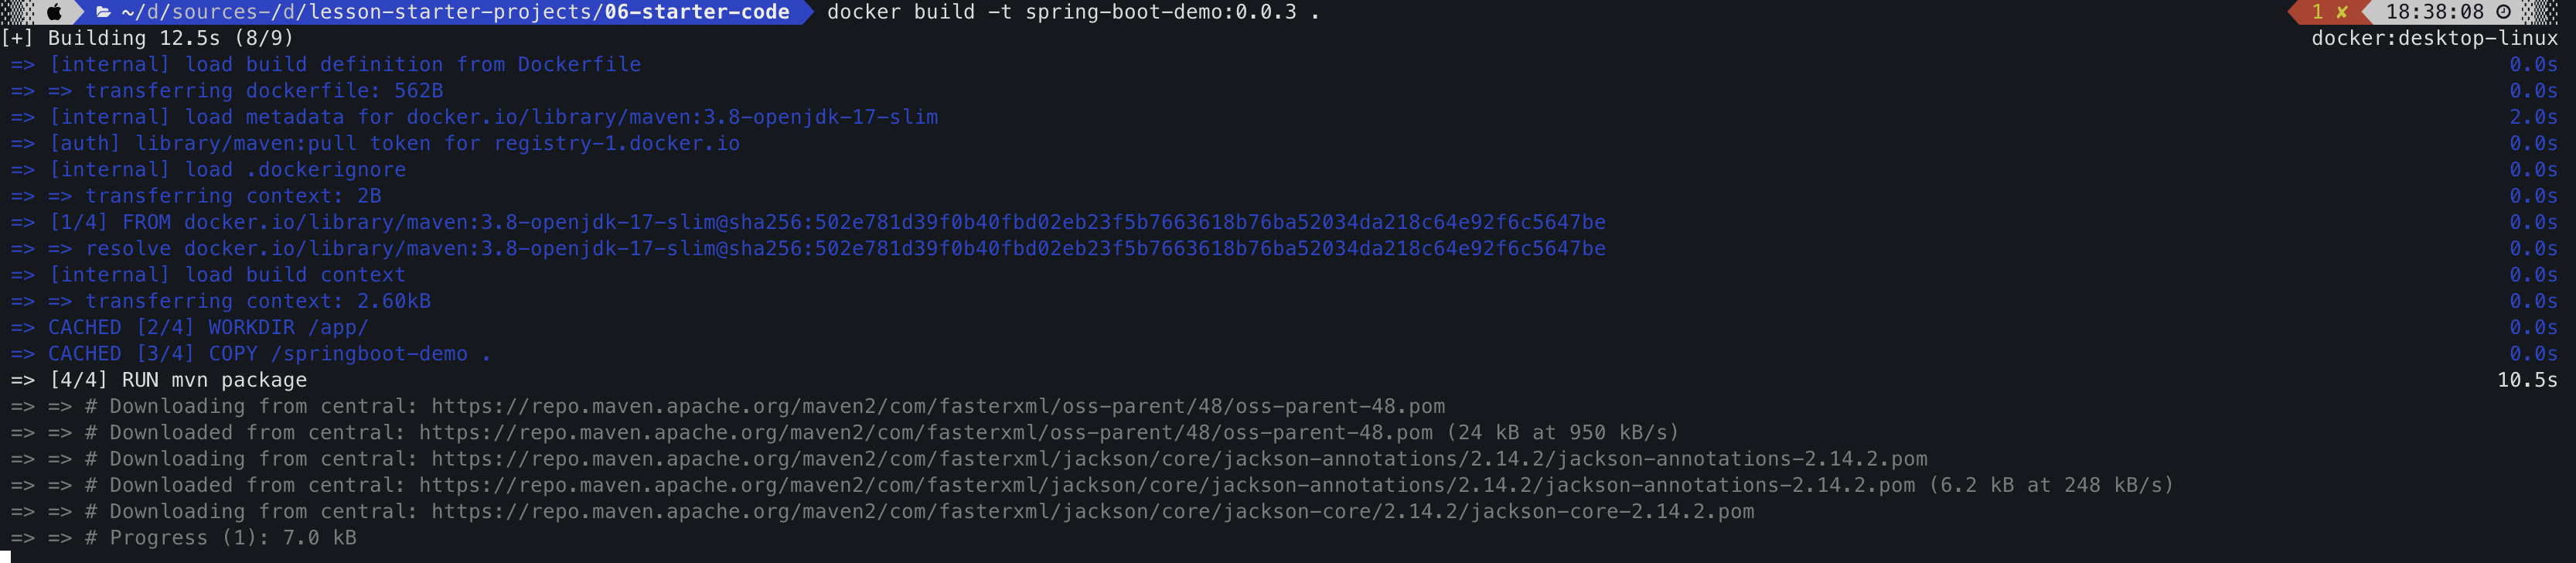 ~/d/sources-/d/lesson-starter-projects/06-starter-code docker build -t spring-boot-demo:0.0.3 . 1 ✘ 18:38:08
[+] Building 12.5s (8/9) docker:desktop-linux
=> [internal] load build definition from Dockerfile 0.0s
=> => transferring dockerfile: 562B 0.0s
=> [internal] load metadata for docker.io/library/maven:3.8-openjdk-17-slim 2.0s
=> [auth] library/maven:pull token for registry-1.docker.io 0.0s
=> [internal] load .dockerignore 0.0s
=> => transferring context: 2B 0.0s
=> [1/4] FROM docker.io/library/maven:3.8-openjdk-17-slim@sha256:502e781d39f0b40fbd02eb23f5b7663618b76ba52034da218c64e92f6c5647be 0.0s
=> => resolve docker.io/library/maven:3.8-openjdk-17-slim@sha256:502e781d39f0b40fbd02eb23f5b7663618b76ba52034da218c64e92f6c5647be 0.0s
=> [internal] load build context 0.0s
=> => transferring context: 2.60kB 0.0s
=> CACHED [2/4] WORKDIR /app/ 0.0s
=> CACHED [3/4] COPY /springboot-demo . 0.0s
=> [4/4] RUN mvn package 10.5s
=> => # Downloading from central: https://repo.maven.apache.org/maven2/com/fasterxml/oss-parent/48/oss-parent-48.pom
=> => # Downloaded from central: https://repo.maven.apache.org/maven2/com/fasterxml/oss-parent/48/oss-parent-48.pom (24 kB at 950 kB/s)
=> => # Downloading from central: https://repo.maven.apache.org/maven2/com/fasterxml/jackson/core/jackson-annotations/2.14.2/jackson-annotations-2.14.2.pom
=> => # Downloaded from central: https://repo.maven.apache.org/maven2/com/fasterxml/jackson/core/jackson-annotations/2.14.2/jackson-annotations-2.14.2.pom (6.2 kB at 248 kB/s)
=> => # Downloading from central: https://repo.maven.apache.org/maven2/com/fasterxml/jackson/core/jackson-core/2.14.2/jackson-core-2.14.2.pom
=> => # Progress (1): 7.0 kB